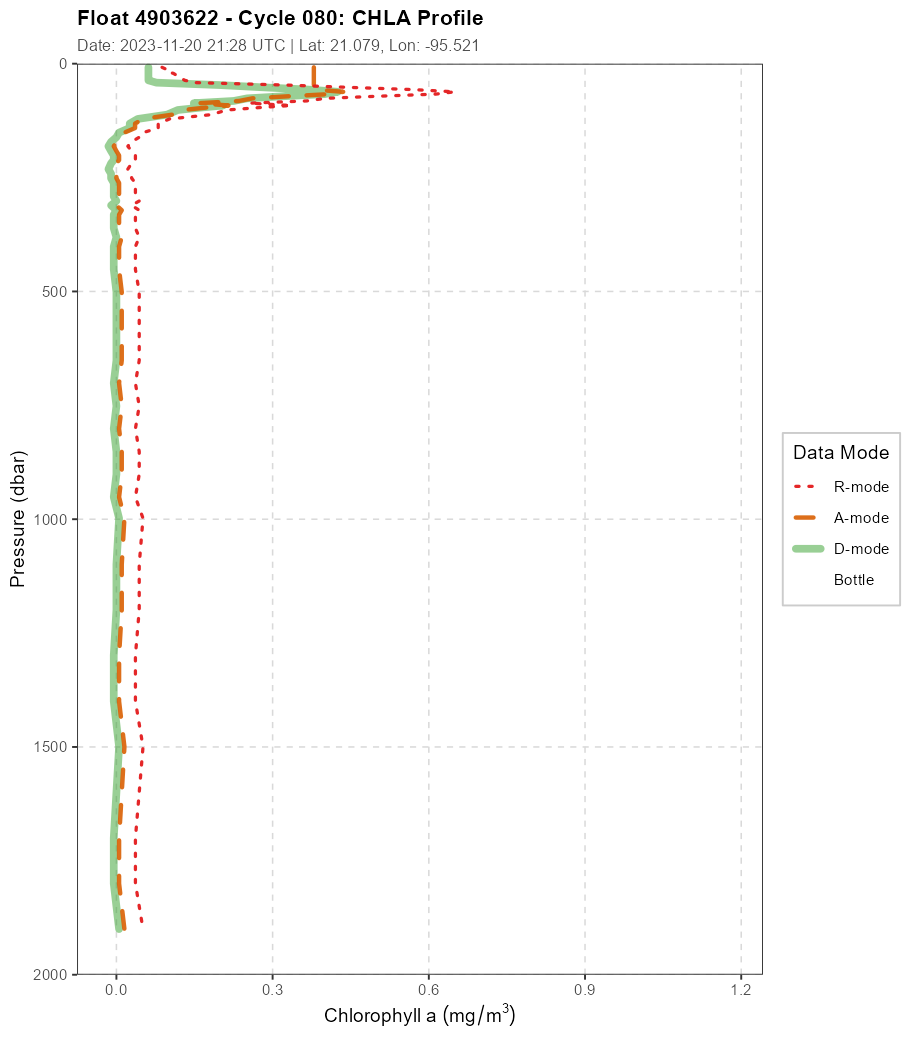 Float 4903622 - Cycle 080: CHLA Profile
Date: 2023-11-20 21:28 UTC | Lat: 21.079, Lon: -95.521
0
500
1000
1500
2000
Pressure (dbar)
0.0 0.3 0.6 0.9 1.2
Chlorophyll a (mg/m³)
Data Mode
R-mode
A-mode
D-mode
Bottle